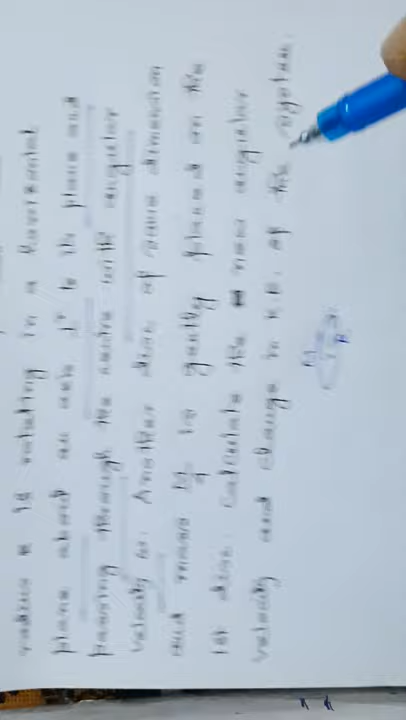 radius R is rotating in a horizontal
plane about an axis ⊥r to its plane and
passing through the centre with angular
velocity ω. Another disc of same dimension
and mass M/4 is gently placed on the
1st disc. Calculate the new angular
velocity and change in K.E. of the system.
M
R